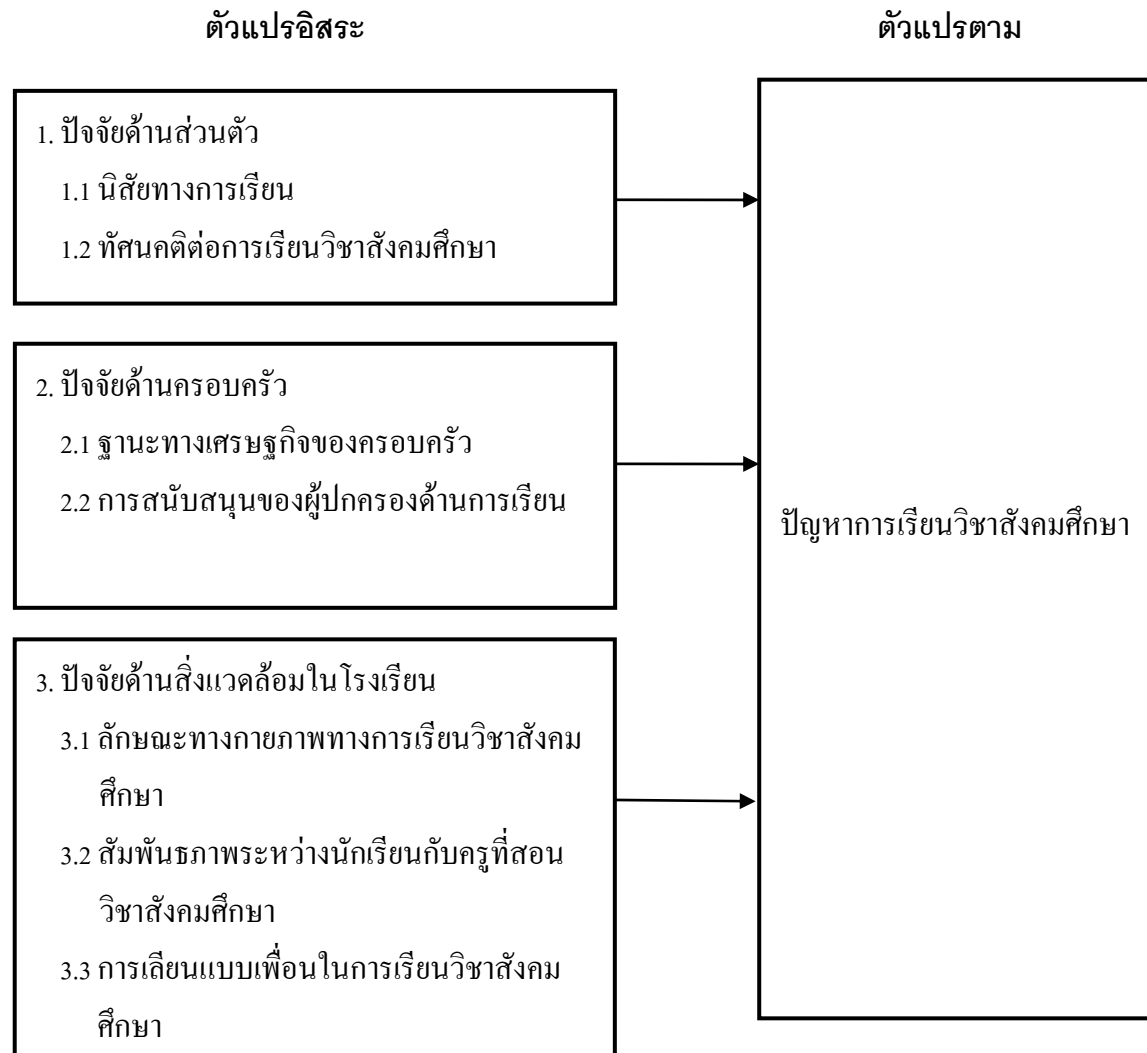 ตัวแปรอิสระ
ตัวแปรตาม
1. ปัจจัยด้านส่วนตัว
1.1 นิสัยทางการเรียน
1.2 ทัศนคติต่อการเรียนวิชาสังคมศึกษา
2. ปัจจัยด้านครอบครัว
2.1 ฐานะทางเศรษฐกิจของครอบครัว
2.2 การสนับสนุนของผู้ปกครองด้านการเรียน
3. ปัจจัยด้านสิ่งแวดล้อมในโรงเรียน
3.1 ลักษณะทางกายภาพทางการเรียนวิชาสังคม
ศึกษา
3.2 สัมพันธภาพระหว่างนักเรียนกับครูที่สอน
วิชาสังคมศึกษา
3.3 การเลียนแบบเพื่อนในการเรียนวิชาสังคม
ศึกษา
ปัญหาการเรียนวิชาสังคมศึกษา